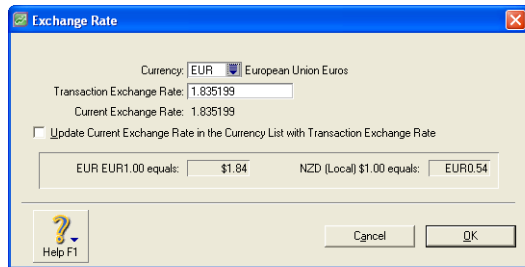 Exchange Rate
Currency: EUR European Union Euros
Transaction Exchange Rate: 1.835199
Current Exchange Rate: 1.835199
Update Current Exchange Rate in the Currency List with Transaction Exchange Rate
EUR EUR1.00 equals: $1.84 NZD (Local) $1.00 equals: EUR0.54
Help F1
Cancel OK